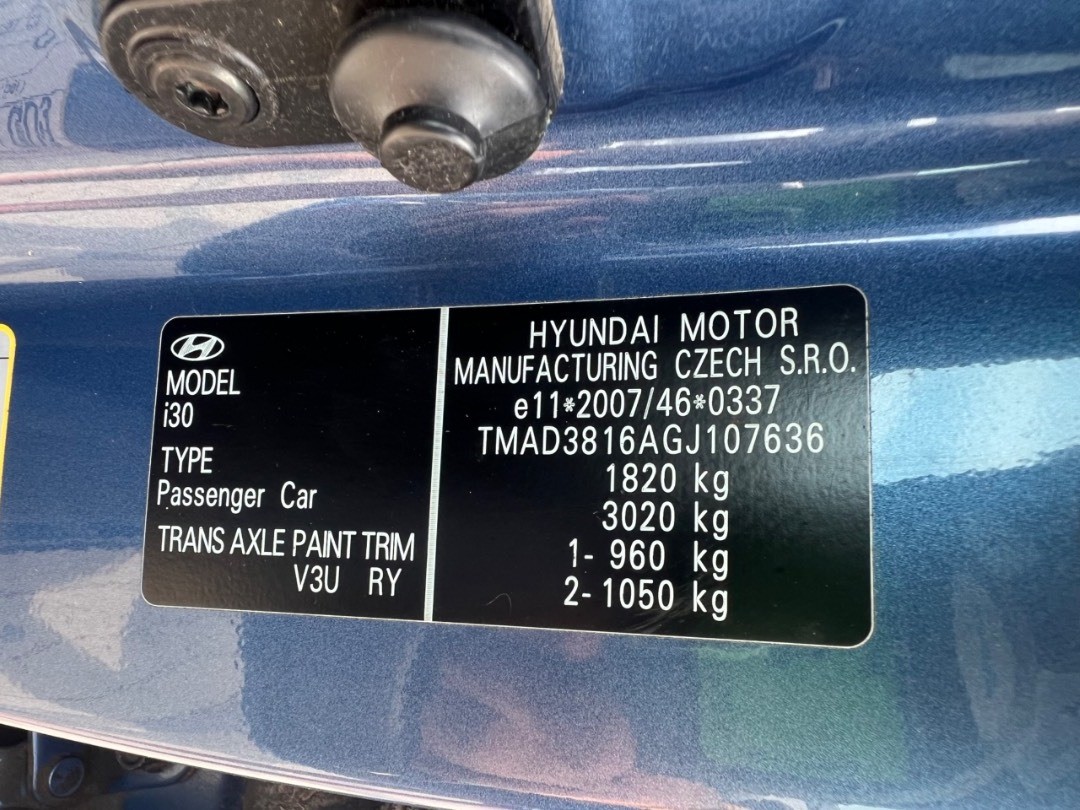 MODEL
i30
TYPE
Passenger Car
TRANS AXLE PAINT TRIM
V3U RY
HYUNDAI MOTOR
MANUFACTURING CZECH S.R.O.
e11*2007/46*0337
TMAD3816AGJ107636
1820 kg
3020 kg
1- 960 kg
2- 1050 kg